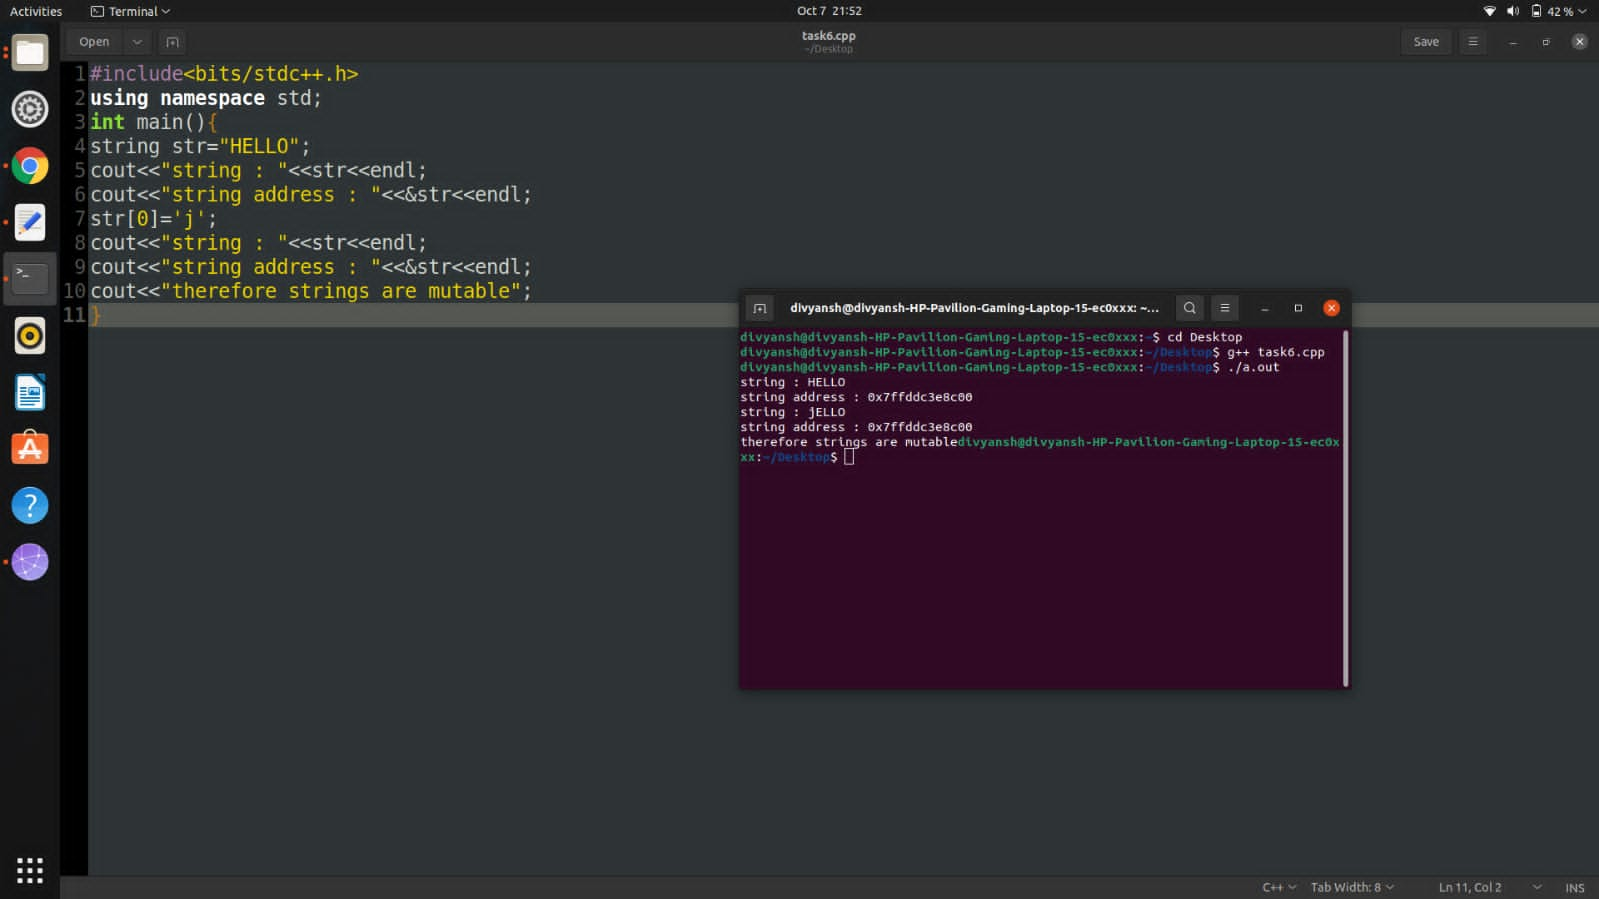 Activities
Terminal
Oct 7 21:52
42 %
Open
task6.cpp
~/Desktop
Save
1 #include<bits/stdc++.h>
2 using namespace std;
3 int main(){
4 string str="HELLO";
5 cout<<"string : "<<str<<endl;
6 cout<<"string address : "<<&str<<endl;
7 str[0]='j';
8 cout<<"string : "<<str<<endl;
9 cout<<"string address : "<<&str<<endl;
10 cout<<"therefore strings are mutable";
11 }
divyansh@divyansh-HP-Pavilion-Gaming-Laptop-15-ec0xxx: ~...
divyansh@divyansh-HP-Pavilion-Gaming-Laptop-15-ec0xxx:~$ cd Desktop
divyansh@divyansh-HP-Pavilion-Gaming-Laptop-15-ec0xxx:~/Desktop$ g++ task6.cpp
divyansh@divyansh-HP-Pavilion-Gaming-Laptop-15-ec0xxx:~/Desktop$ ./a.out
string : HELLO
string address : 0x7ffddc3e8c00
string : jELLO
string address : 0x7ffddc3e8c00
therefore strings are mutabledivyansh@divyansh-HP-Pavilion-Gaming-Laptop-15-ec0x
xx:~/Desktop$
C++
Tab Width: 8
Ln 11, Col 2
INS